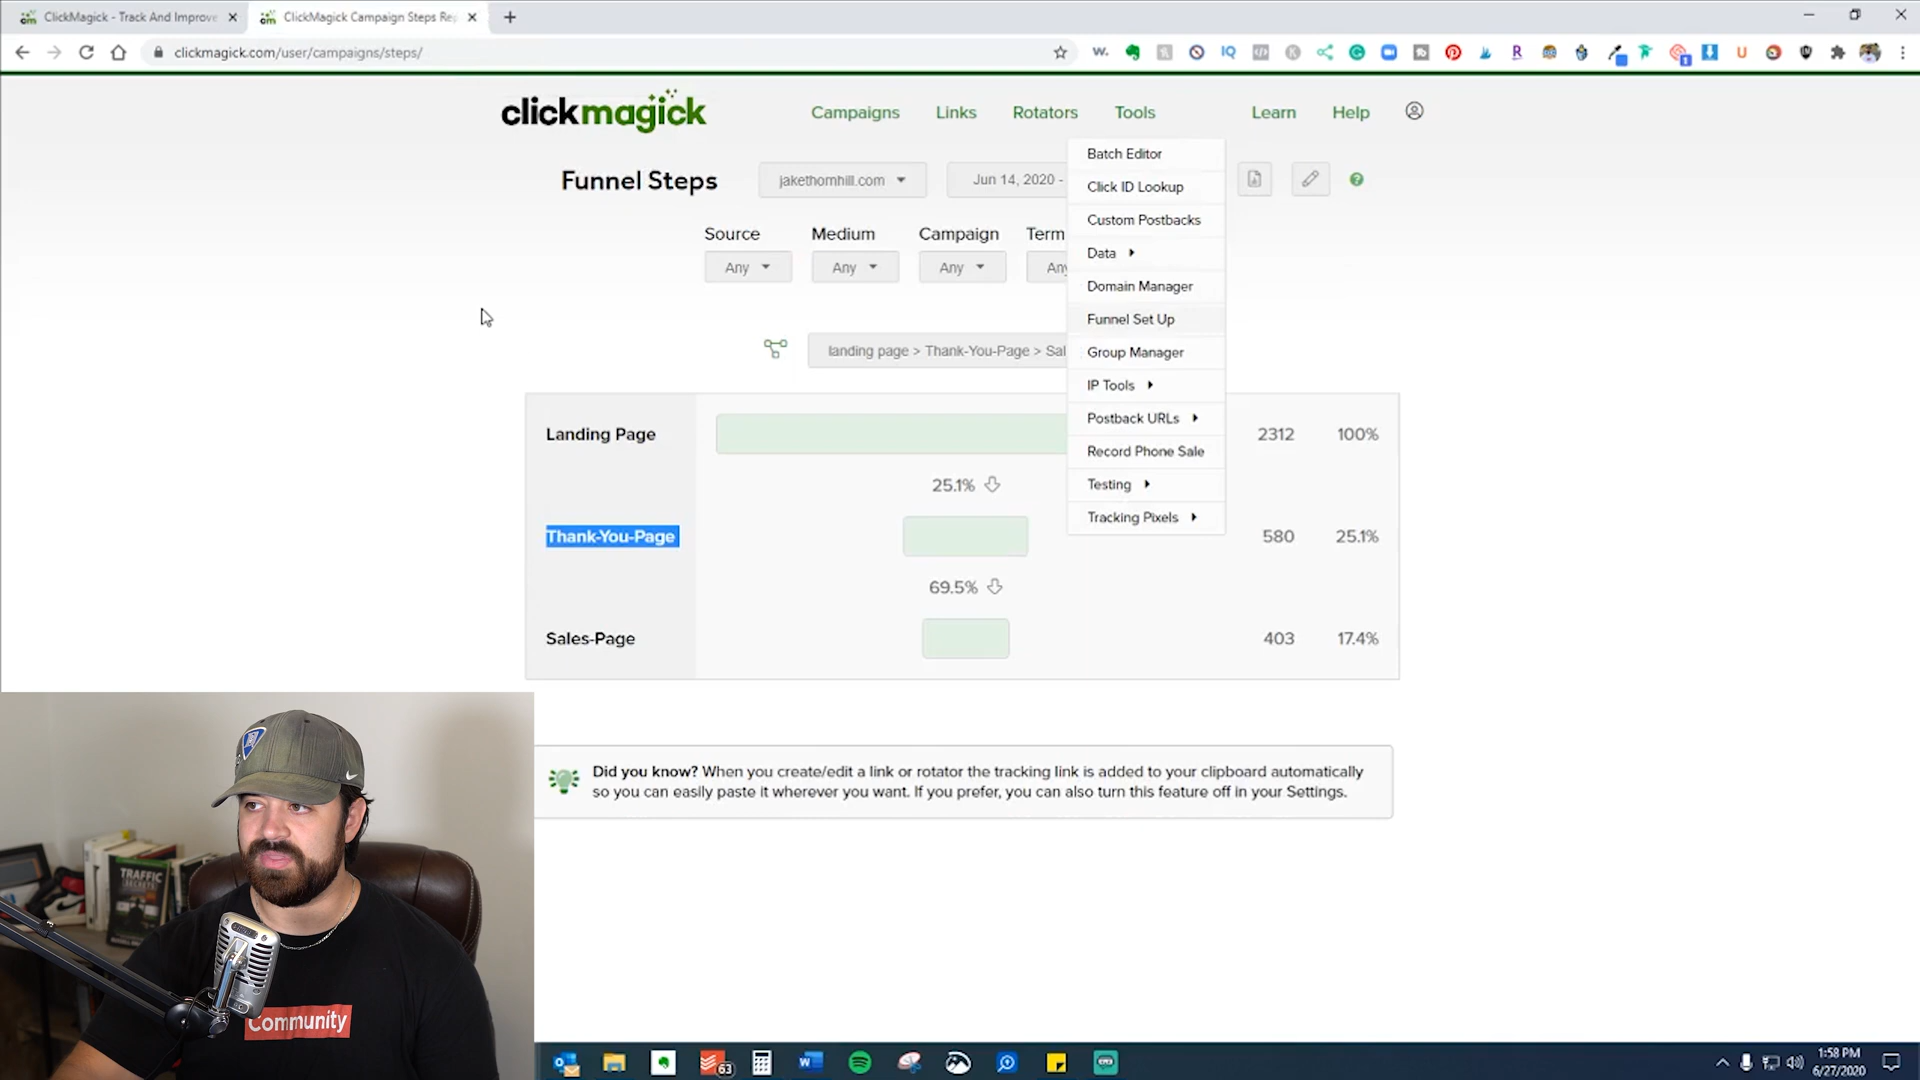 ClickMagick - Track And Improve
ClickMagick Campaign Steps Rep
clickmagick.com/user/campaigns/steps/
clickmagick
Campaigns
Links
Rotators
Tools
Learn
Help
Funnel Steps
jakethornhill.com
Jun 14, 2020 -
Source
Medium
Campaign
Term
Any
Any
Any
Any
landing page > Thank-You-Page > Sal
Batch Editor
Click ID Lookup
Custom Postbacks
Data
Domain Manager
Funnel Set Up
Group Manager
IP Tools
Postback URLs
Record Phone Sale
Testing
Tracking Pixels
Landing Page
2312
100%
25.1%
Thank-You-Page
580
25.1%
69.5%
Sales-Page
403
17.4%
Did you know? When you create/edit a link or rotator the tracking link is added to your clipboard automatically
so you can easily paste it wherever you want. If you prefer, you can also turn this feature off in your Settings.
TRAFFIC
SECRETS
Community
63
1:58 PM
6/27/2020